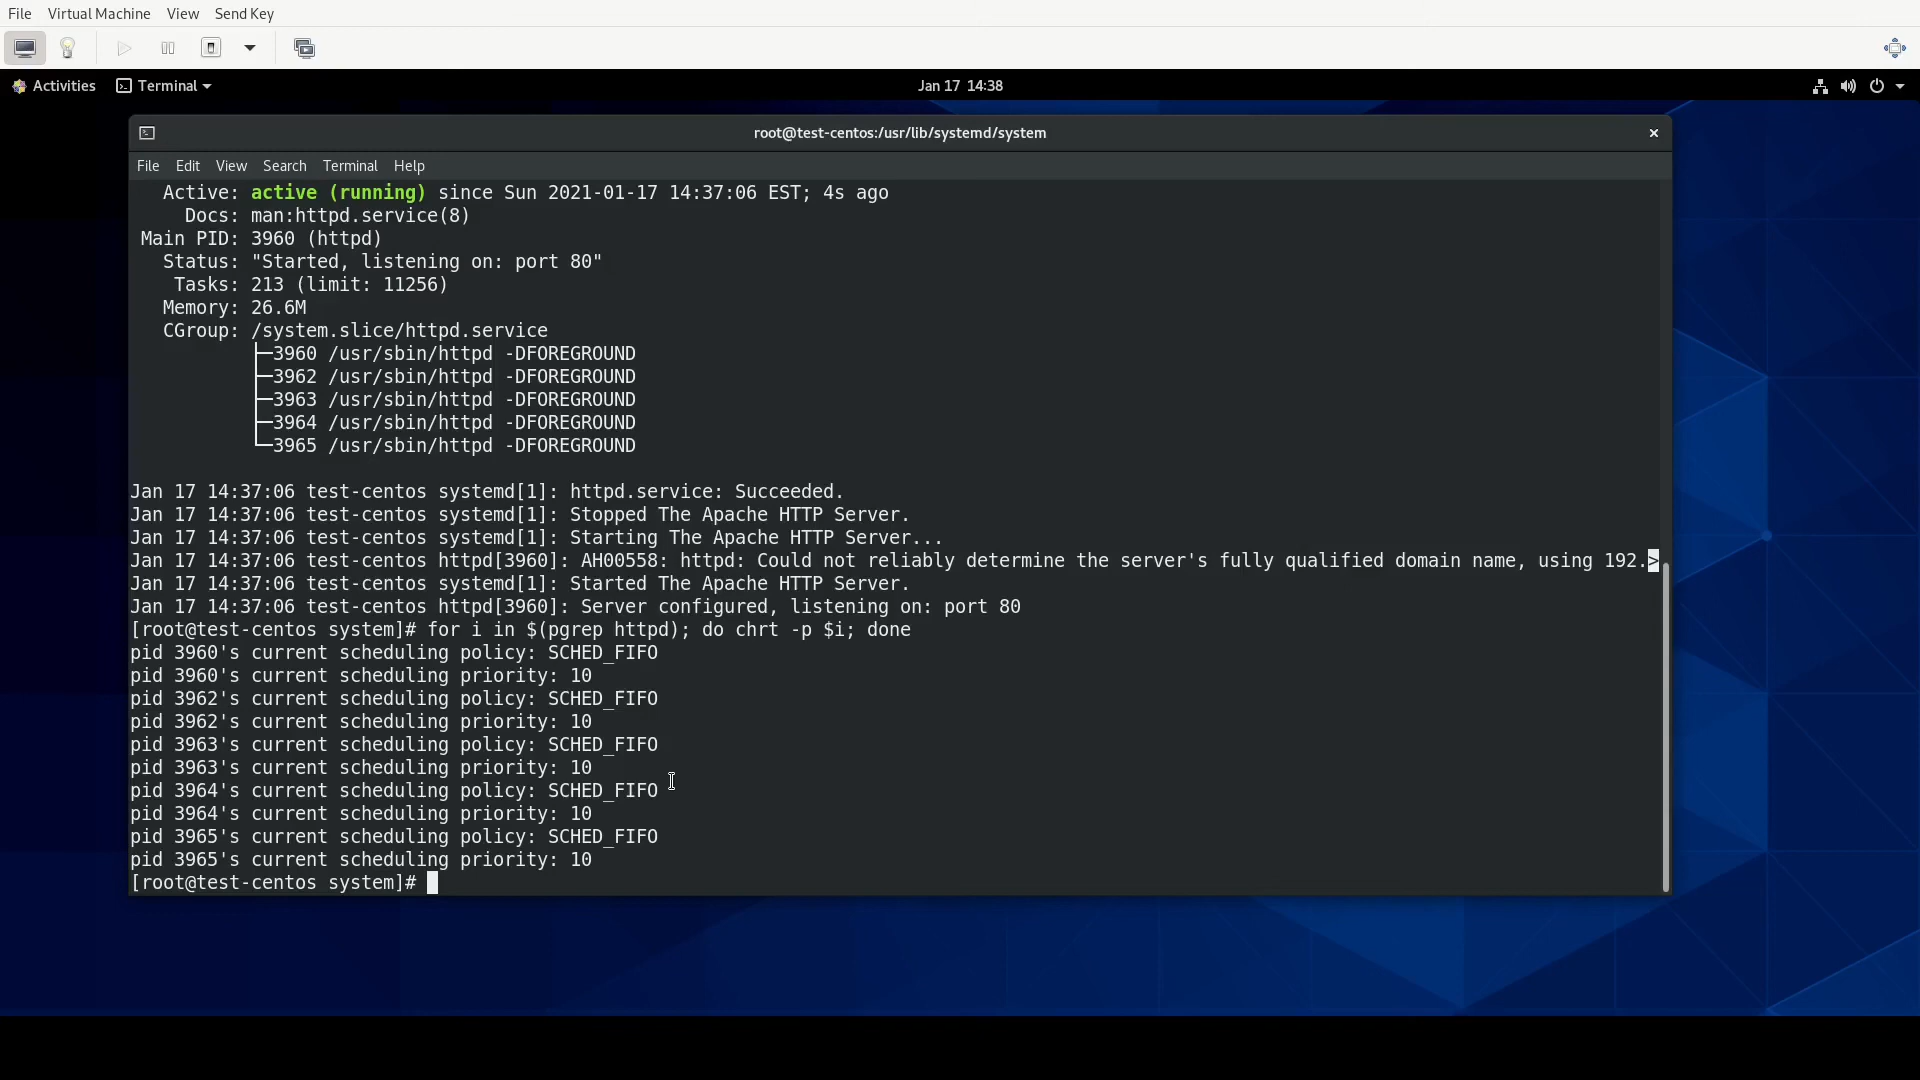 File Virtual Machine View Send Key
Activities Terminal Jan 17 14:38
root@test-centos:/usr/lib/systemd/system
File Edit View Search Terminal Help
Active: active (running) since Sun 2021-01-17 14:37:06 EST; 4s ago
Docs: man:httpd.service(8)
Main PID: 3960 (httpd)
Status: "Started, listening on: port 80"
Tasks: 213 (limit: 11256)
Memory: 26.6M
CGroup: /system.slice/httpd.service
├─3960 /usr/sbin/httpd -DFOREGROUND
├─3962 /usr/sbin/httpd -DFOREGROUND
├─3963 /usr/sbin/httpd -DFOREGROUND
├─3964 /usr/sbin/httpd -DFOREGROUND
└─3965 /usr/sbin/httpd -DFOREGROUND
Jan 17 14:37:06 test-centos systemd[1]: httpd.service: Succeeded.
Jan 17 14:37:06 test-centos systemd[1]: Stopped The Apache HTTP Server.
Jan 17 14:37:06 test-centos systemd[1]: Starting The Apache HTTP Server...
Jan 17 14:37:06 test-centos httpd[3960]: AH00558: httpd: Could not reliably determine the server's fully qualified domain name, using 192.>
Jan 17 14:37:06 test-centos systemd[1]: Started The Apache HTTP Server.
Jan 17 14:37:06 test-centos httpd[3960]: Server configured, listening on: port 80
[root@test-centos system]# for i in $(pgrep httpd); do chrt -p $i; done
pid 3960's current scheduling policy: SCHED_FIFO
pid 3960's current scheduling priority: 10
pid 3962's current scheduling policy: SCHED_FIFO
pid 3962's current scheduling priority: 10
pid 3963's current scheduling policy: SCHED_FIFO
pid 3963's current scheduling priority: 10
pid 3964's current scheduling policy: SCHED_FIFO
pid 3964's current scheduling priority: 10
pid 3965's current scheduling policy: SCHED_FIFO
pid 3965's current scheduling priority: 10
[root@test-centos system]#